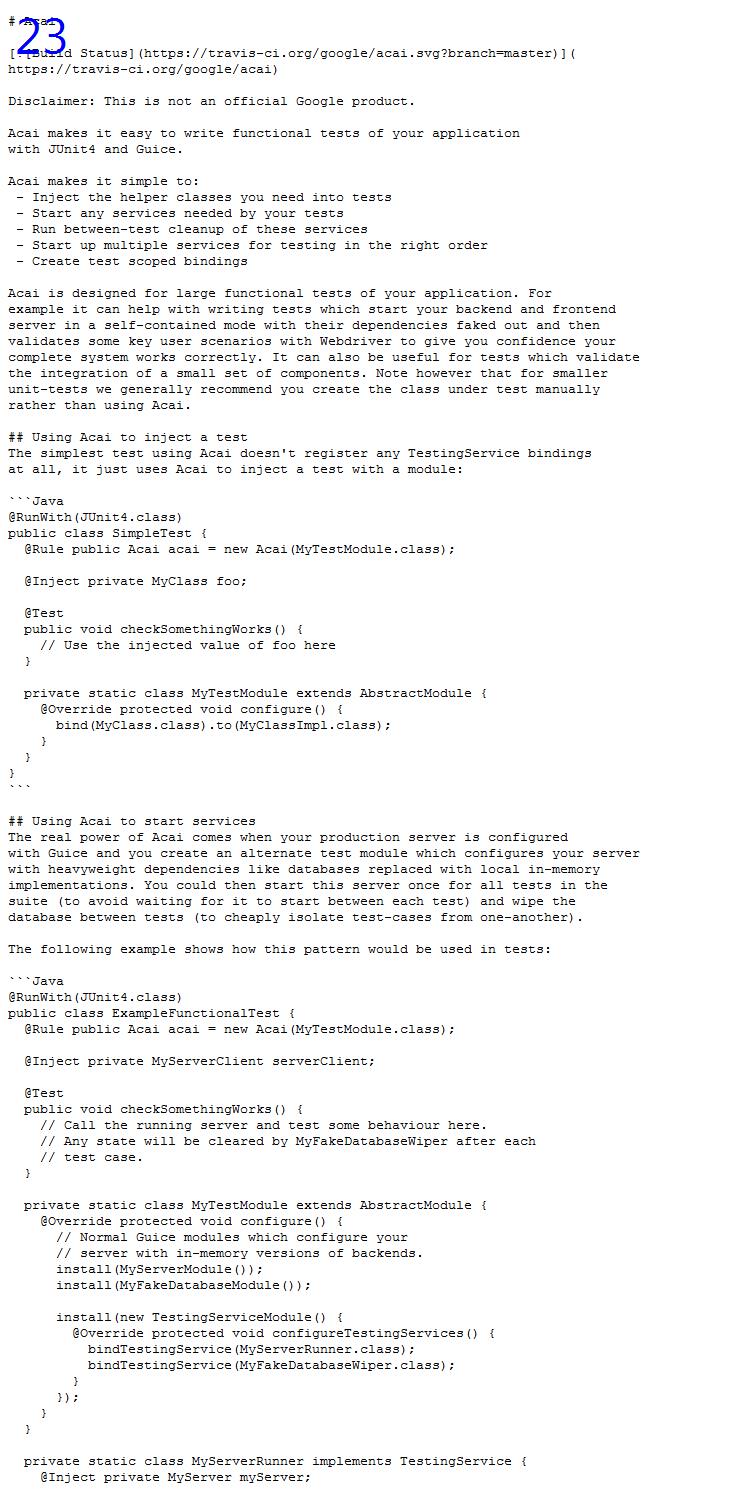 # Acai
23
[![Build Status](https://travis-ci.org/google/acai.svg?branch=master)](
https://travis-ci.org/google/acai)

Disclaimer: This is not an official Google product.

Acai makes it easy to write functional tests of your application
with JUnit4 and Guice.

Acai makes it simple to:
 - Inject the helper classes you need into tests
 - Start any services needed by your tests
 - Run between-test cleanup of these services
 - Start up multiple services for testing in the right order
 - Create test scoped bindings

Acai is designed for large functional tests of your application. For
example it can help with writing tests which start your backend and frontend
server in a self-contained mode with their dependencies faked out and then
validates some key user scenarios with Webdriver to give you confidence your
complete system works correctly. It can also be useful for tests which validate
the integration of a small set of components. Note however that for smaller
unit-tests we generally recommend you create the class under test manually
rather than using Acai.

## Using Acai to inject a test
The simplest test using Acai doesn't register any TestingService bindings
at all, it just uses Acai to inject a test with a module:

```Java
@RunWith(JUnit4.class)
public class SimpleTest {
  @Rule public Acai acai = new Acai(MyTestModule.class);

  @Inject private MyClass foo;

  @Test
  public void checkSomethingWorks() {
    // Use the injected value of foo here
  }

  private static class MyTestModule extends AbstractModule {
    @Override protected void configure() {
      bind(MyClass.class).to(MyClassImpl.class);
    }
  }
}
```

## Using Acai to start services
The real power of Acai comes when your production server is configured
with Guice and you create an alternate test module which configures your server
with heavyweight dependencies like databases replaced with local in-memory
implementations. You could then start this server once for all tests in the
suite (to avoid waiting for it to start between each test) and wipe the
database between tests (to cheaply isolate test-cases from one-another).

The following example shows how this pattern would be used in tests:

```Java
@RunWith(JUnit4.class)
public class ExampleFunctionalTest {
  @Rule public Acai acai = new Acai(MyTestModule.class);

  @Inject private MyServerClient serverClient;

  @Test
  public void checkSomethingWorks() {
    // Call the running server and test some behaviour here.
    // Any state will be cleared by MyFakeDatabaseWiper after each
    // test case.
  }

  private static class MyTestModule extends AbstractModule {
    @Override protected void configure() {
      // Normal Guice modules which configure your
      // server with in-memory versions of backends.
      install(MyServerModule());
      install(MyFakeDatabaseModule());

      install(new TestingServiceModule() {
        @Override protected void configureTestingServices() {
          bindTestingService(MyServerRunner.class);
          bindTestingService(MyFakeDatabaseWiper.class);
        }
      });
    }
  }

  private static class MyServerRunner implements TestingService {
    @Inject private MyServer myServer;